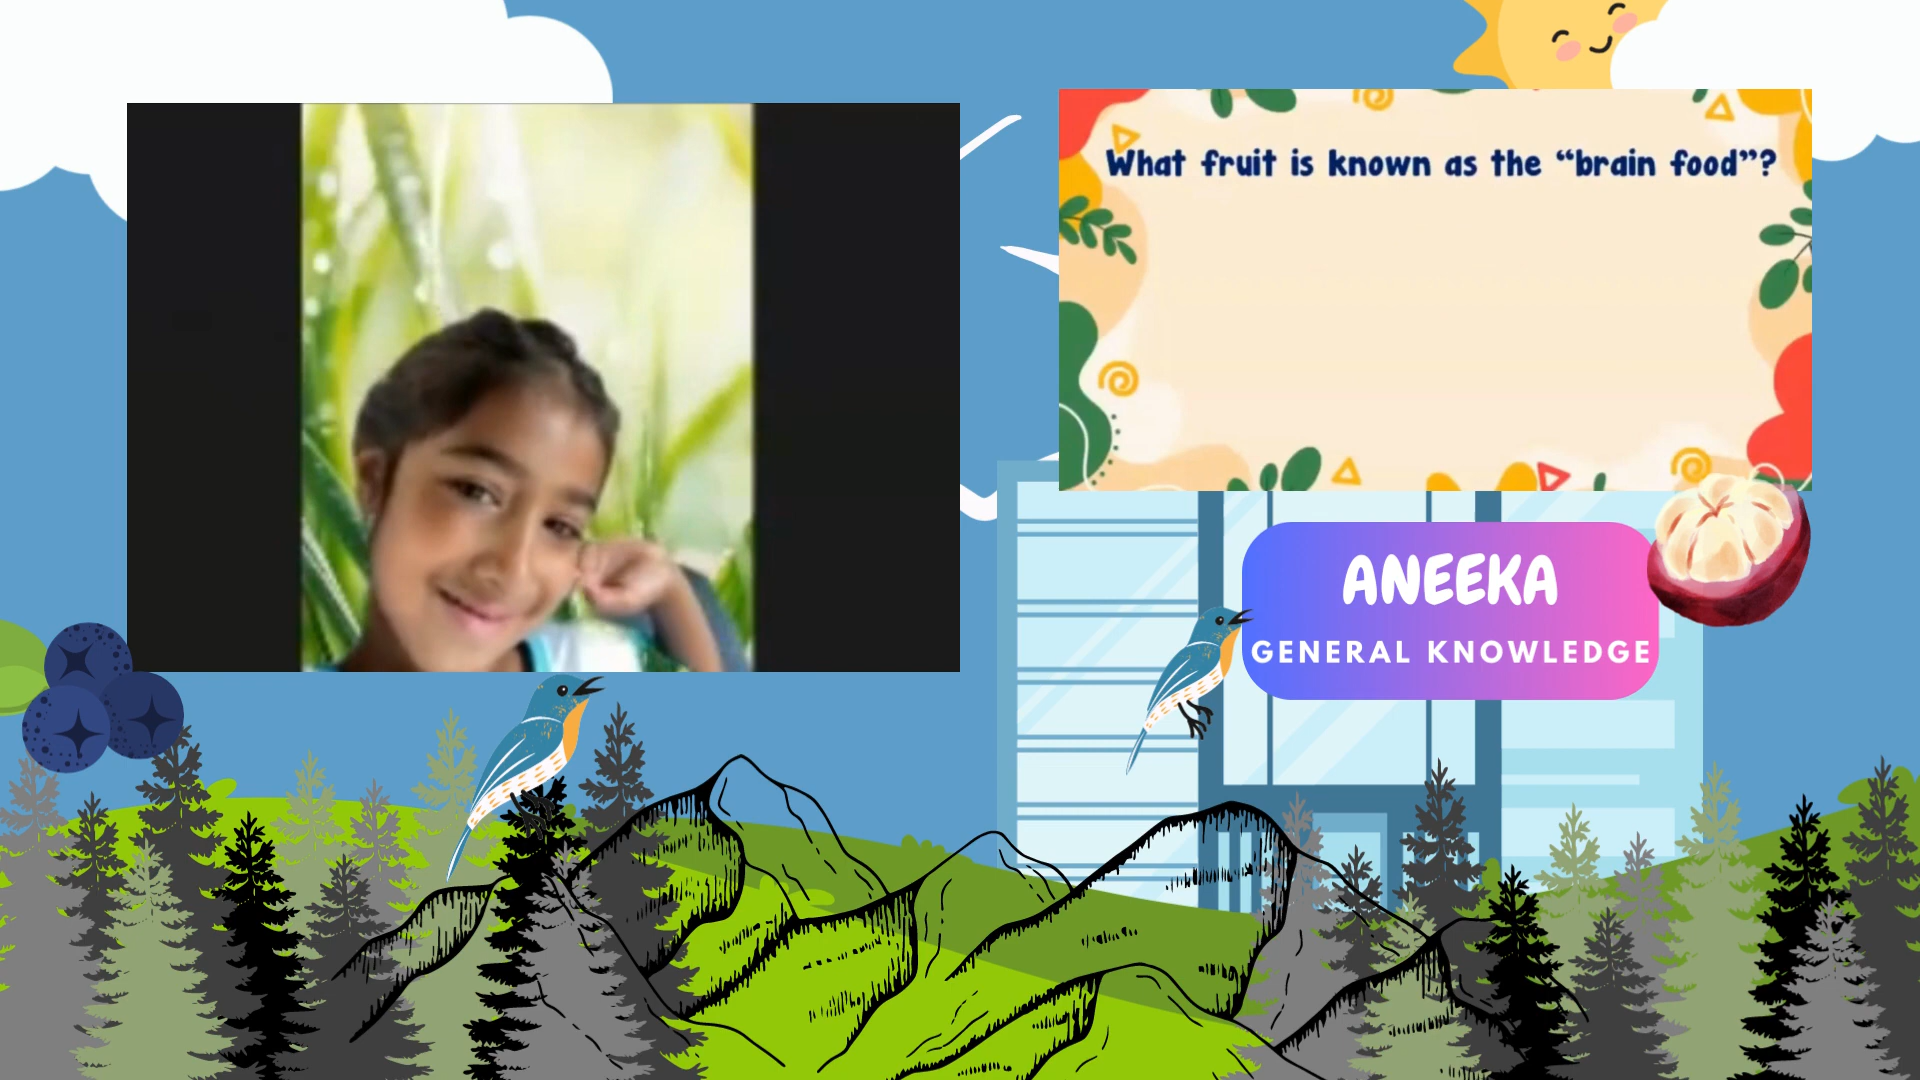 What fruit is known as the “brain food”?
ANEEKA
GENERAL KNOWLEDGE